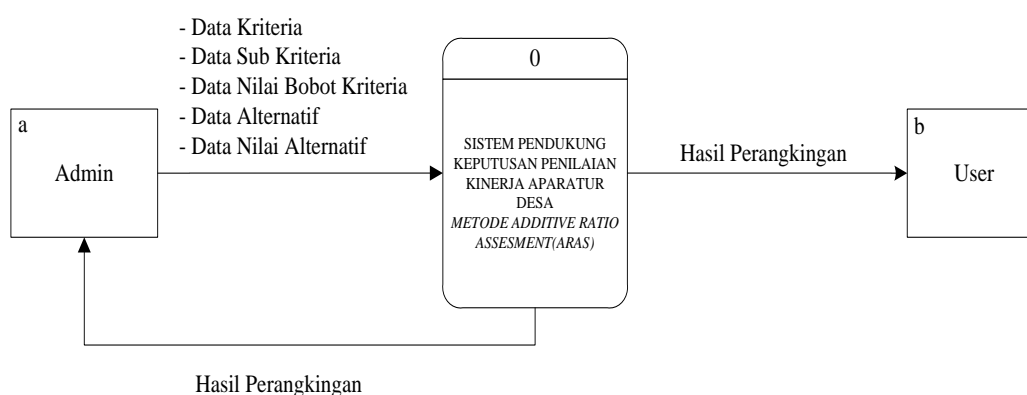 - Data Kriteria
- Data Sub Kriteria
- Data Nilai Bobot Kriteria
- Data Alternatif
- Data Nilai Alternatif
a
Admin
0
SISTEM PENDUKUNG
KEPUTUSAN PENILAIAN
KINERJA APARATUR
DESA
METODE ADDITIVE RATIO
ASSESMENT(ARAS)
Hasil Perangkingan
b
User
Hasil Perangkingan